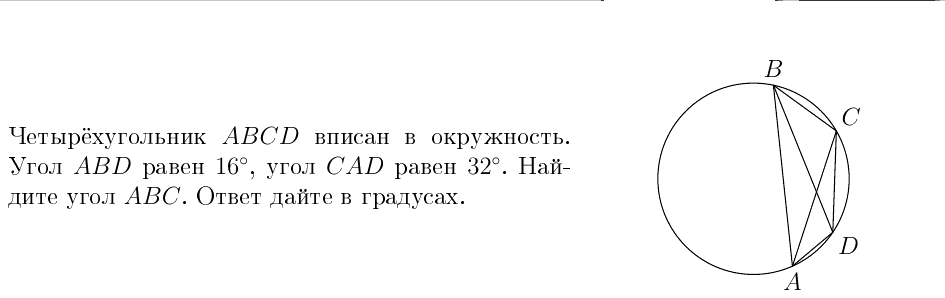 Четырёхугольник ABCD вписан в окружность.
Угол ABD равен 16°, угол CAD равен 32°. Най-
дите угол ABC. Ответ дайте в градусах.
B
C
D
A